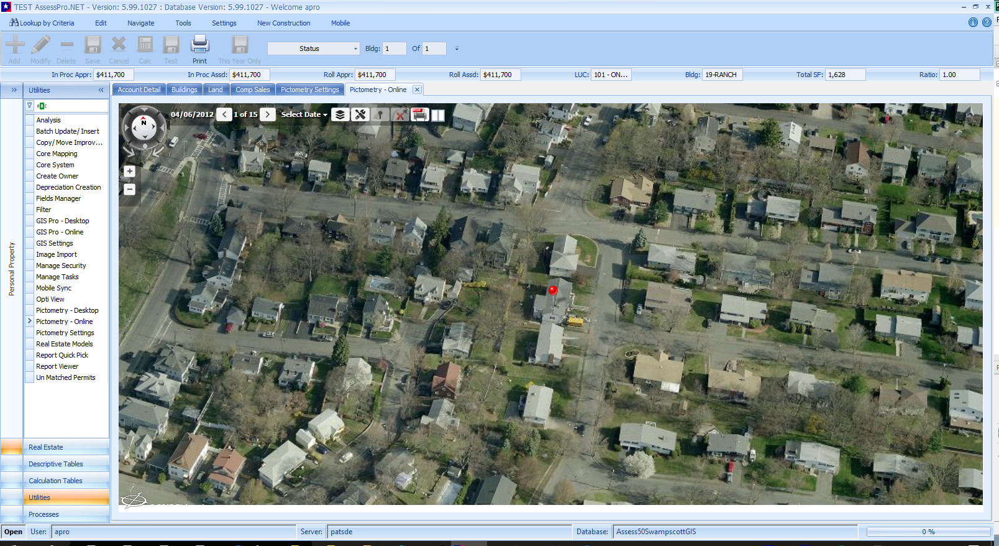 TEST AssessPro.NET - Version: 5.99.1027 : Database Version: 5.99.1027 - Welcome apro
Lookup by Criteria Edit Navigate Tools Settings New Construction Mobile
Add Modify Delete Save Cancel Calc Test Print This Year Only Status Bldg: 1 Of 1
In Proc Appr: $411,700 In Proc Assd: $411,700 Roll Appr: $411,700 Roll Assd: $411,700 LUC: 101 - ON... Bldg: 19-RANCH Total SF: 1,628 Ratio: 1.00
Utilities
Account Detail Buildings Land Comp Sales Pictometry Settings Pictometry - Online
04/06/2012 1 of 15 Select Date PDF
N
Analysis
Batch Update/ Insert
Copy/ Move Improv...
Core Mapping
Core System
Create Owner
Depreciation Creation
Fields Manager
Filter
GIS Pro - Desktop
GIS Pro - Online
GIS Settings
Image Import
Manage Security
Manage Tasks
Mobile Sync
Opti View
Pictometry - Desktop
Pictometry - Online
Pictometry Settings
Real Estate Models
Report Quick Pick
Report Viewer
Un Matched Permits
Personal Property
Real Estate
Descriptive Tables
Calculation Tables
Utilities
Processes
Open User: apro Server: patsde Database: Assess50SwampscottGIS 0 %